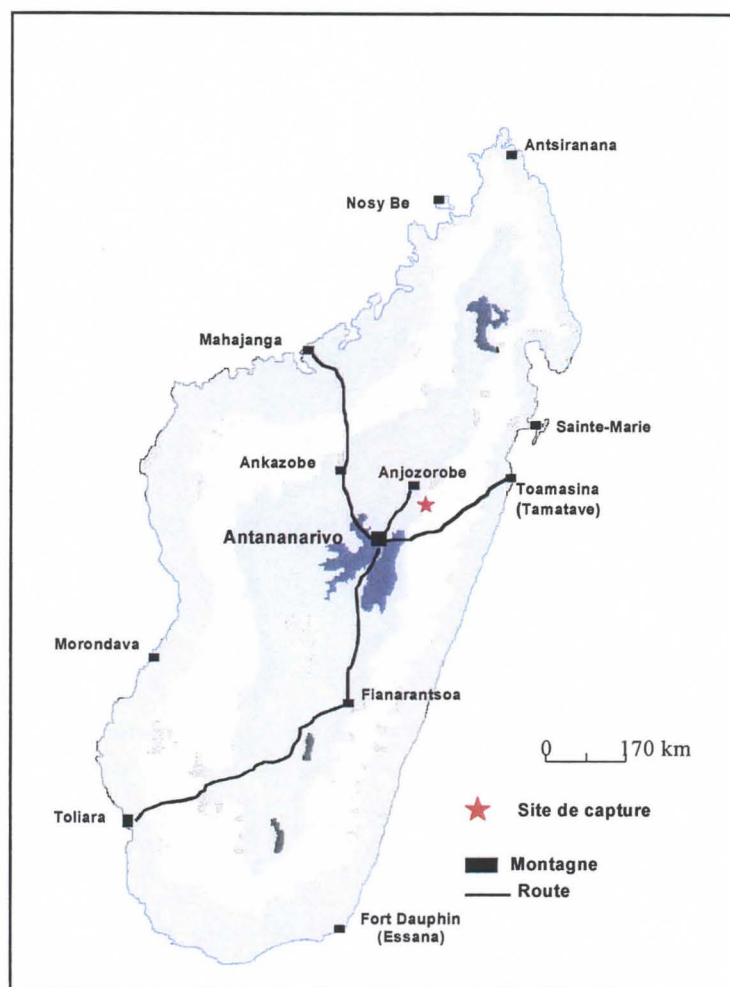 Antsiranana
Nosy Be
Mahajanga
Sainte-Marie
Ankazobe
Anjozorobe
Toamasina
(Tamatave)
Antananarivo
Morondava
Fianarantsoa
0 170 km
Toliara
Site de capture
Montagne
Route
Fort Dauphin
(Essana)